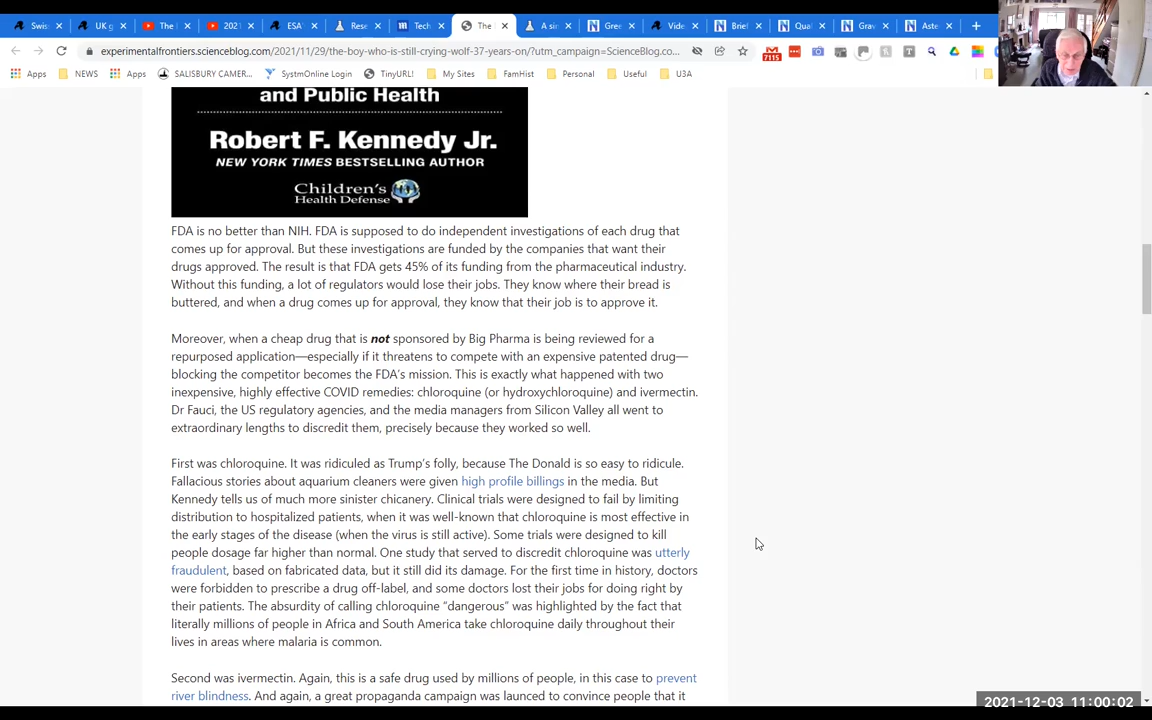 Swis
UK g
The
2021
ESA'
Rese
Tech
The
A sin
Gree
Vide
Brief
Qual
Grav
Aste
experimentalfrontiers.scienceblog.com/2021/11/29/the-boy-who-is-still-crying-wolf-37-years-on/?utm_campaign=ScienceBlog.co...
7115
Apps
NEWS
Apps
SALISBURY CAMER...
SystmOnline Login
TinyURL!
My Sites
FamHist
Personal
Useful
U3A
and Public Health
Robert F. Kennedy Jr.
NEW YORK TIMES BESTSELLING AUTHOR
Children's
Health Defense
FDA is no better than NIH. FDA is supposed to do independent investigations of each drug that
comes up for approval. But these investigations are funded by the companies that want their
drugs approved. The result is that FDA gets 45% of its funding from the pharmaceutical industry.
Without this funding, a lot of regulators would lose their jobs. They know where their bread is
buttered, and when a drug comes up for approval, they know that their job is to approve it.
Moreover, when a cheap drug that is not sponsored by Big Pharma is being reviewed for a
repurposed application—especially if it threatens to compete with an expensive patented drug—
blocking the competitor becomes the FDA's mission. This is exactly what happened with two
inexpensive, highly effective COVID remedies: chloroquine (or hydroxychloroquine) and ivermectin.
Dr Fauci, the US regulatory agencies, and the media managers from Silicon Valley all went to
extraordinary lengths to discredit them, precisely because they worked so well.
First was chloroquine. It was ridiculed as Trump's folly, because The Donald is so easy to ridicule.
Fallacious stories about aquarium cleaners were given high profile billings in the media. But
Kennedy tells us of much more sinister chicanery. Clinical trials were designed to fail by limiting
distribution to hospitalized patients, when it was well-known that chloroquine is most effective in
the early stages of the disease (when the virus is still active). Some trials were designed to kill
people dosage far higher than normal. One study that served to discredit chloroquine was utterly
fraudulent, based on fabricated data, but it still did its damage. For the first time in history, doctors
were forbidden to prescribe a drug off-label, and some doctors lost their jobs for doing right by
their patients. The absurdity of calling chloroquine “dangerous” was highlighted by the fact that
literally millions of people in Africa and South America take chloroquine daily throughout their
lives in areas where malaria is common.
Second was ivermectin. Again, this is a safe drug used by millions of people, in this case to prevent
river blindness. And again, a great propaganda campaign was launced to convince people that it
2021-12-03 11:00:02